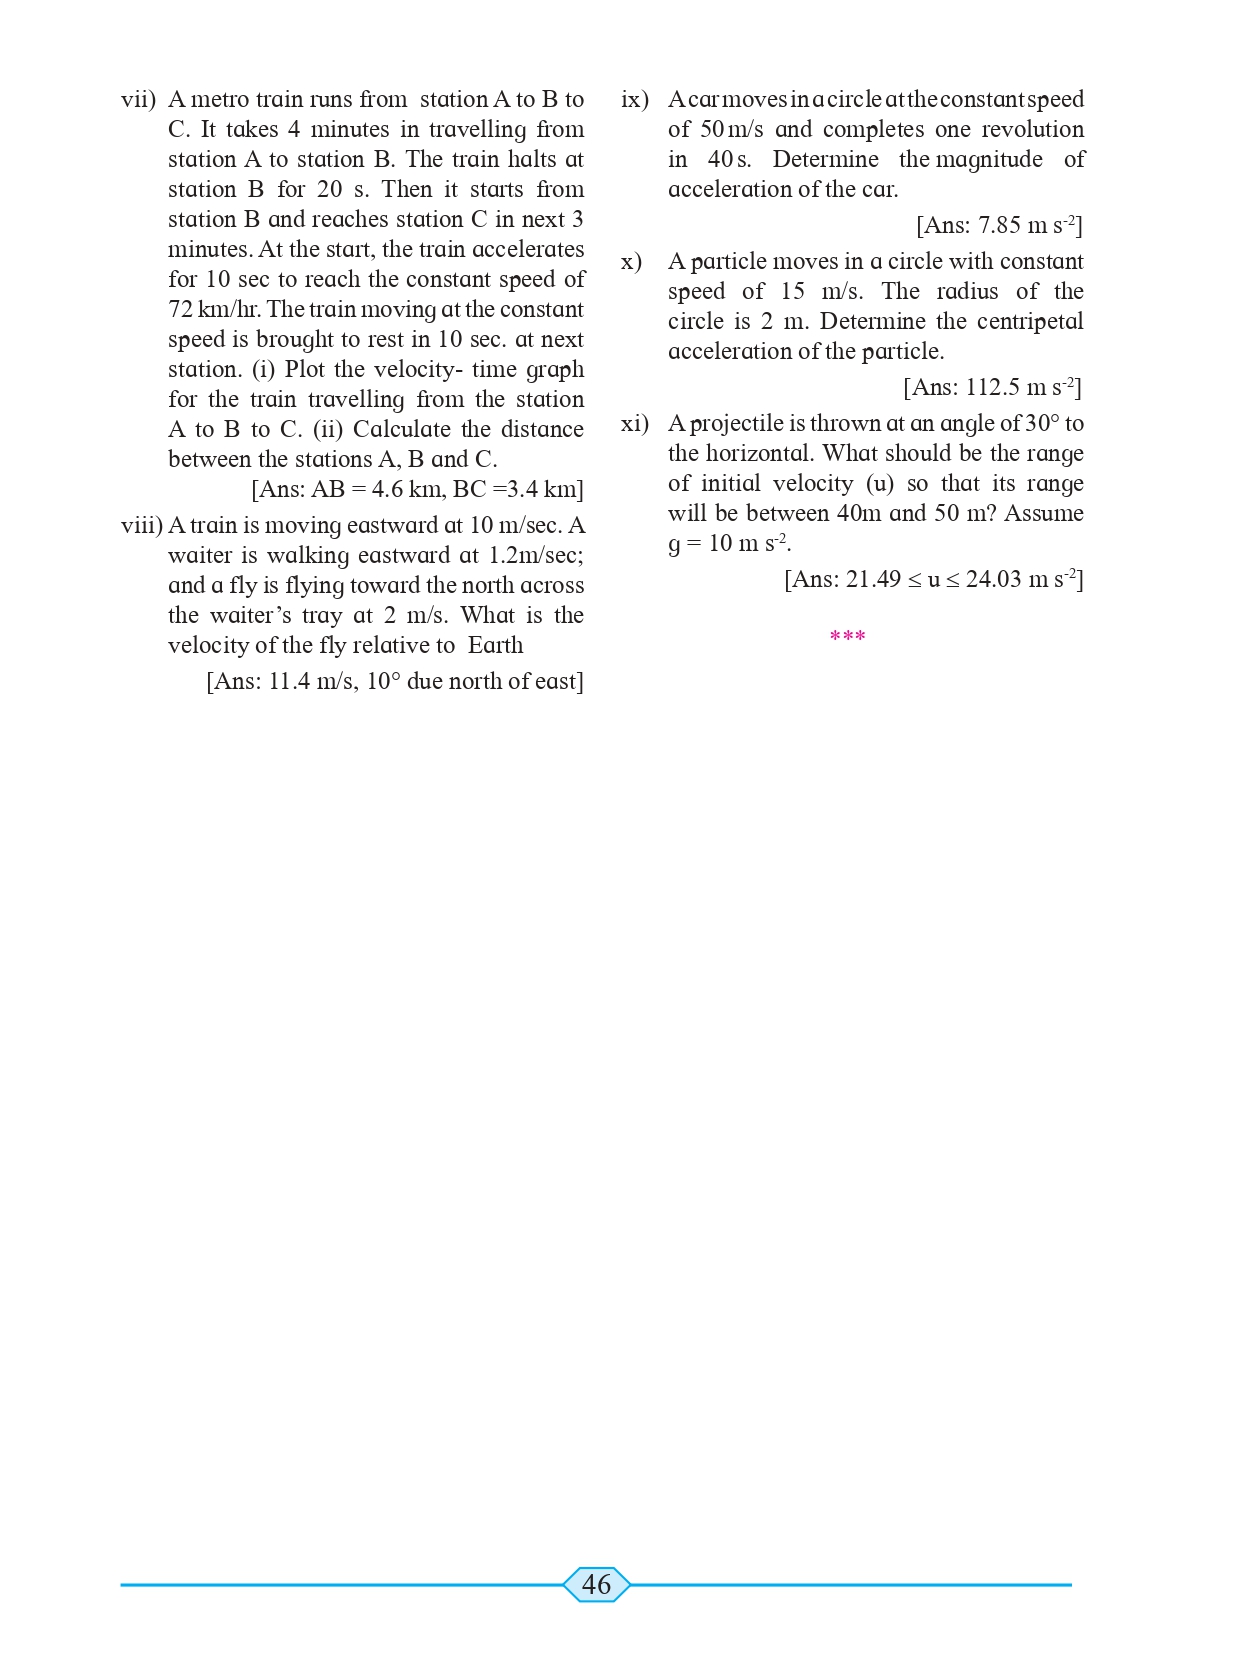 vii) A metro train runs from station A to B to
C. It takes 4 minutes in travelling from
station A to station B. The train halts at
station B for 20 s. Then it starts from
station B and reaches station C in next 3
minutes. At the start, the train accelerates
for 10 sec to reach the constant speed of
72 km/hr. The train moving at the constant
speed is brought to rest in 10 sec. at next
station. (i) Plot the velocity- time graph
for the train travelling from the station
A to B to C. (ii) Calculate the distance
between the stations A, B and C.
[Ans: AB = 4.6 km, BC =3.4 km]
viii) A train is moving eastward at 10 m/sec. A
waiter is walking eastward at 1.2m/sec;
and a fly is flying toward the north across
the waiter’s tray at 2 m/s. What is the
velocity of the fly relative to Earth
[Ans: 11.4 m/s, 10° due north of east]
ix) A car moves in a circle at the constant speed
of 50 m/s and completes one revolution
in 40 s. Determine the magnitude of
acceleration of the car.
[Ans: 7.85 m s⁻²]
x) A particle moves in a circle with constant
speed of 15 m/s. The radius of the
circle is 2 m. Determine the centripetal
acceleration of the particle.
[Ans: 112.5 m s⁻²]
xi) A projectile is thrown at an angle of 30° to
the horizontal. What should be the range
of initial velocity (u) so that its range
will be between 40m and 50 m? Assume
g = 10 m s⁻².
[Ans: 21.49 ≤ u ≤ 24.03 m s⁻²]
***
46